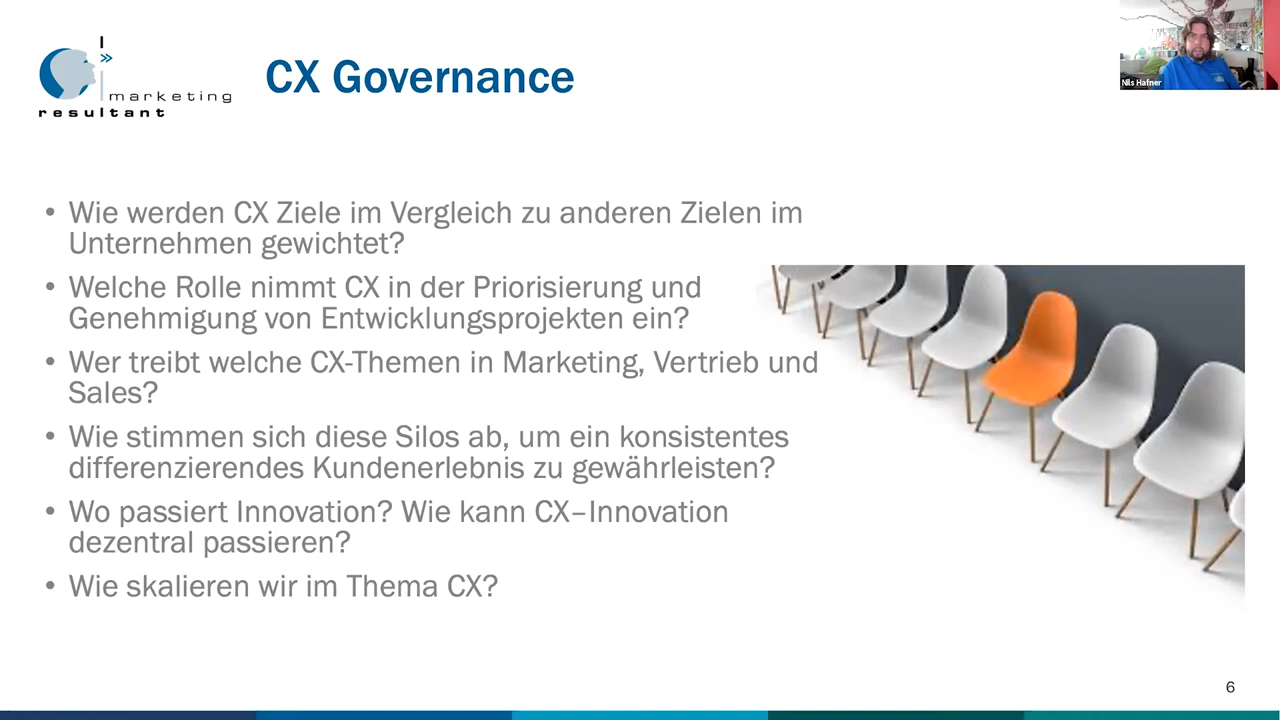 marketing
resultant
CX Governance
Nils Hafner
• Wie werden CX Ziele im Vergleich zu anderen Zielen im
Unternehmen gewichtet?
• Welche Rolle nimmt CX in der Priorisierung und
Genehmigung von Entwicklungsprojekten ein?
• Wer treibt welche CX-Themen in Marketing, Vertrieb und
Sales?
• Wie stimmen sich diese Silos ab, um ein konsistentes
differenzierendes Kundenerlebnis zu gewährleisten?
• Wo passiert Innovation? Wie kann CX–Innovation
dezentral passieren?
• Wie skalieren wir im Thema CX?
6